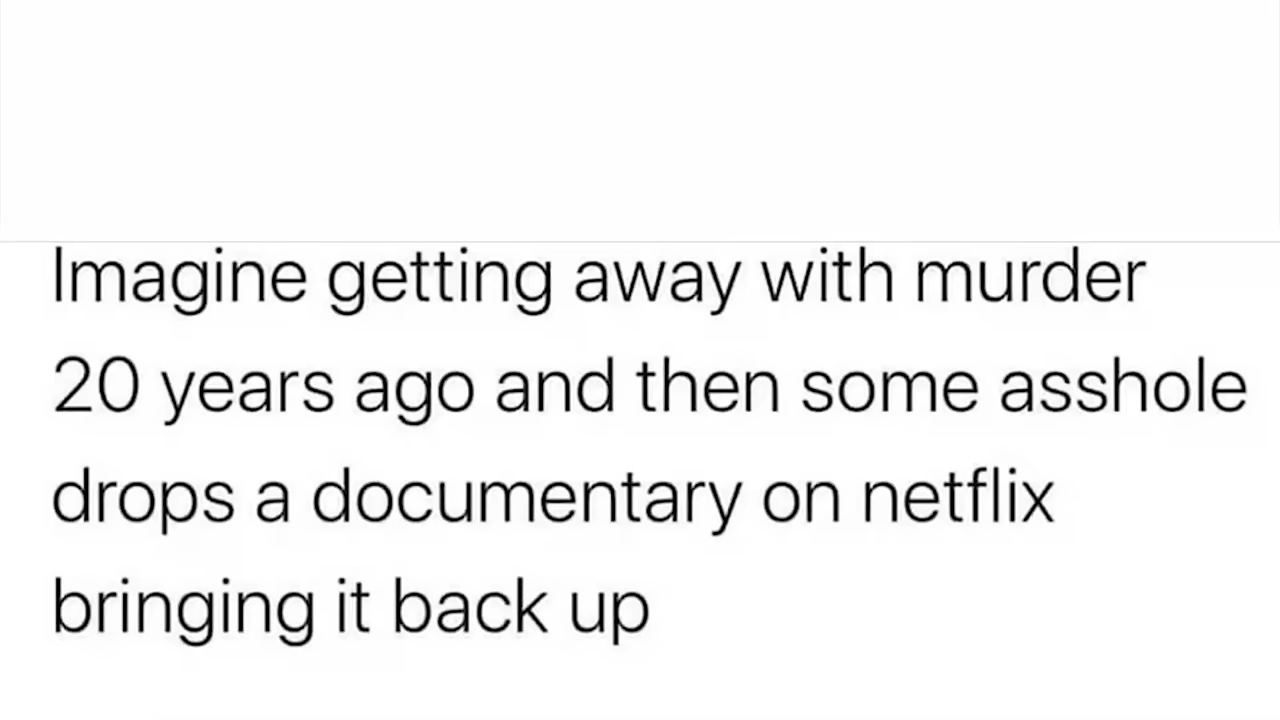 Imagine getting away with murder
20 years ago and then some asshole
drops a documentary on netflix
bringing it back up